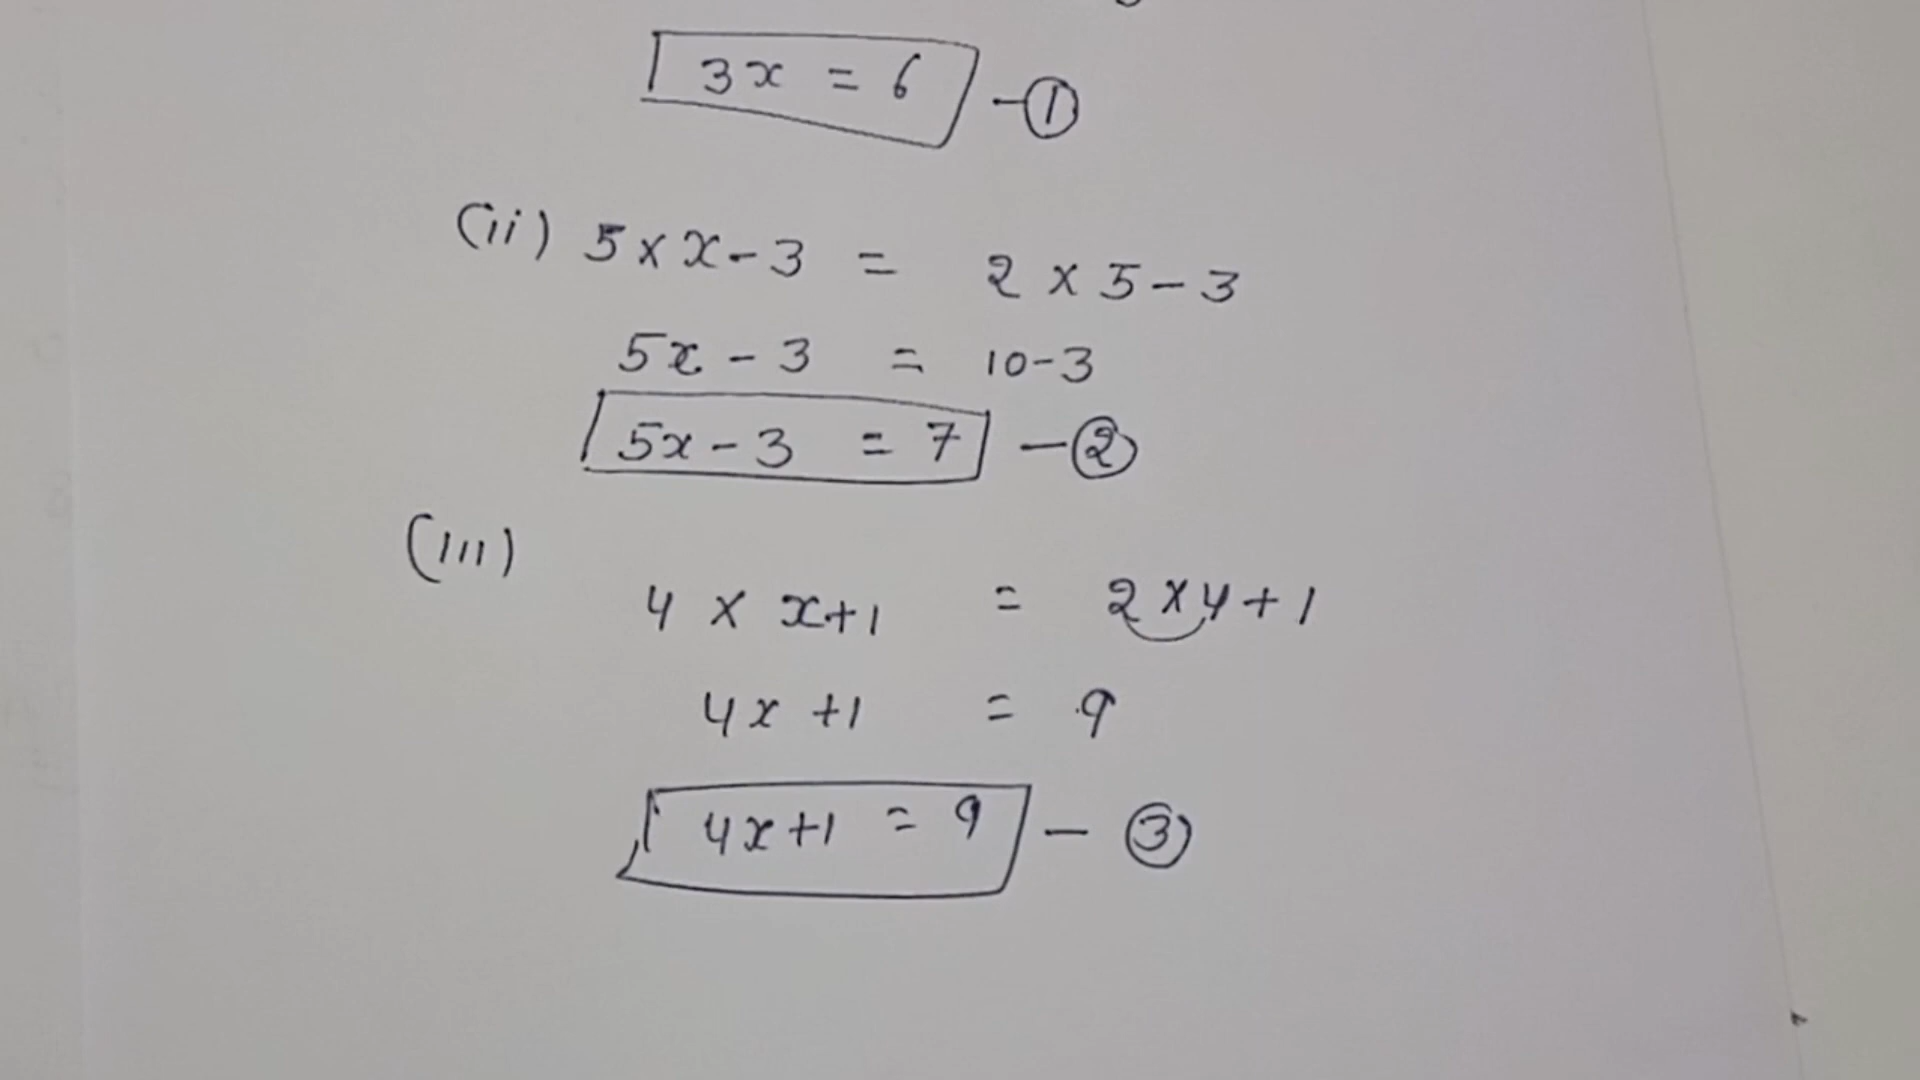 3x = 6 - ①
(ii) 5 × x - 3 = 2 × 5 - 3
5x - 3 = 10 - 3
5x - 3 = 7 - ②
(iii)
4 × x + 1 = 2 × 4 + 1
4x + 1 = 9
4x + 1 = 9 - ③